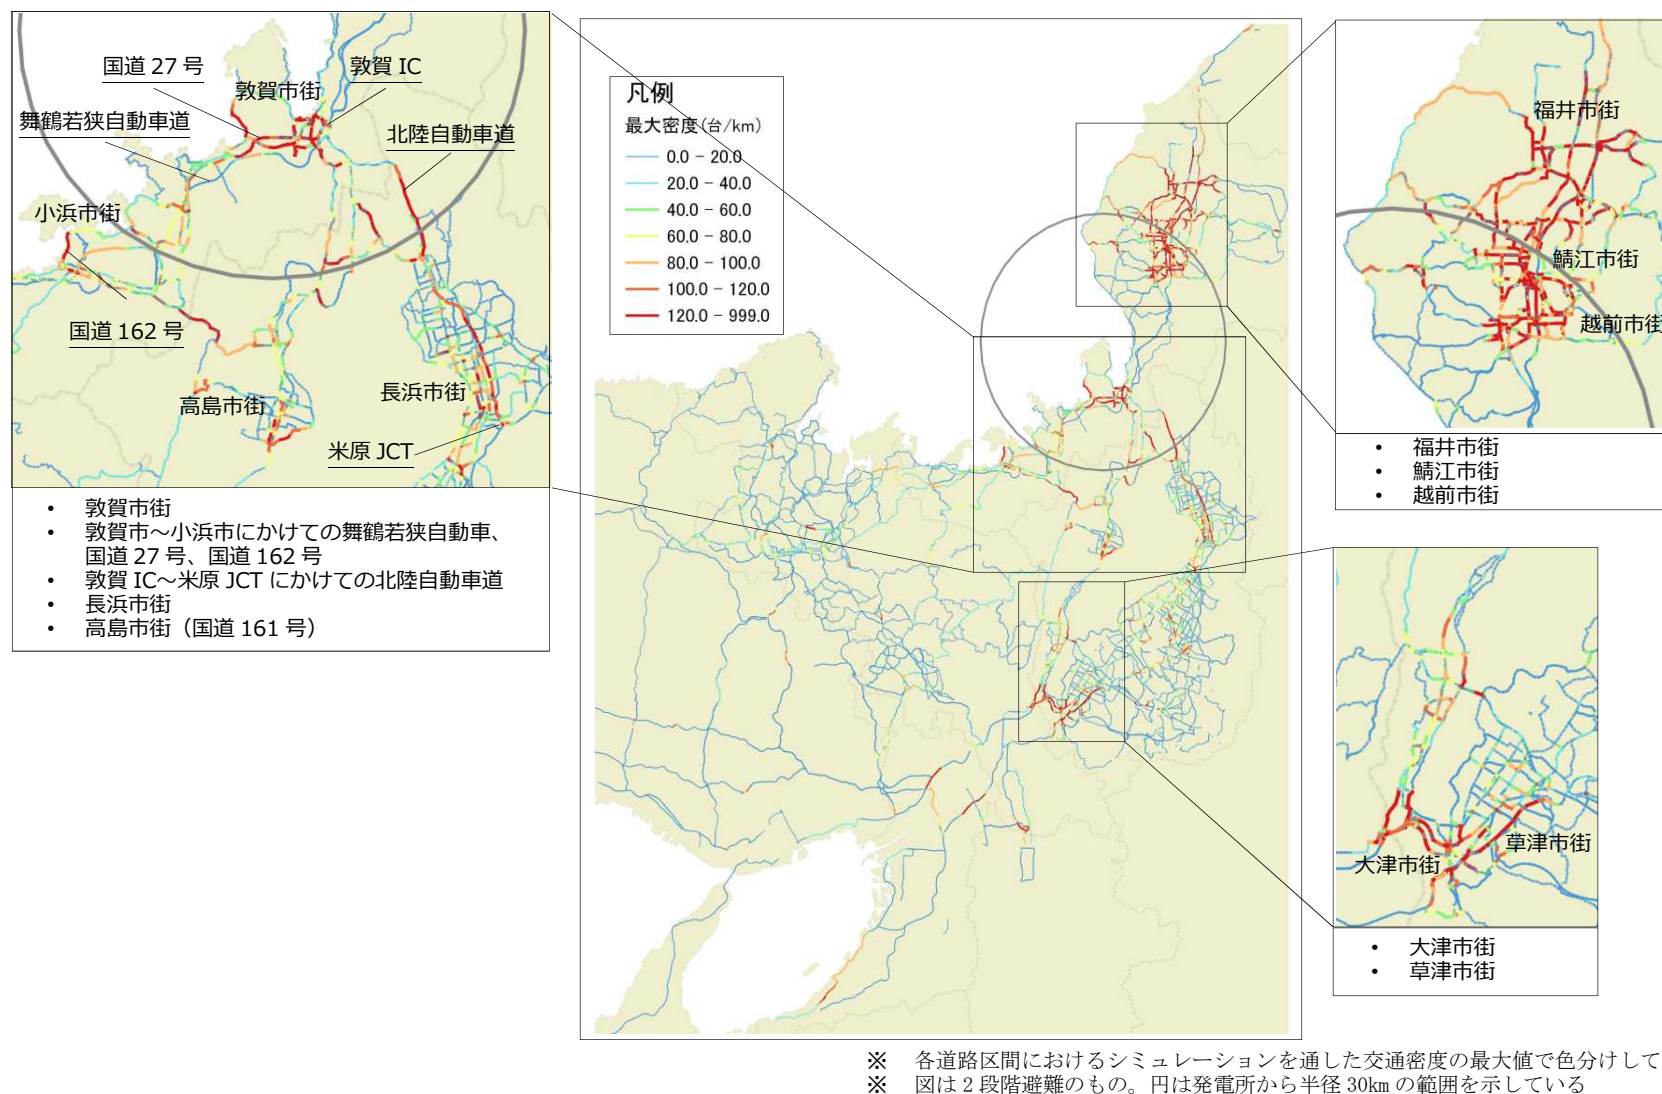 国道 27 号
敦賀 IC
敦賀市街
舞鶴若狭自動車道
北陸自動車道
小浜市街
国道 162 号
高島市街
長浜市街
米原 JCT
• 敦賀市街
• 敦賀市～小浜市にかけての舞鶴若狭自動車、
国道 27 号、国道 162 号
• 敦賀 IC～米原 JCT にかけての北陸自動車道
• 長浜市街
• 高島市街（国道 161 号）
凡例
最大密度(台/km)
0.0 − 20.0
20.0 − 40.0
40.0 − 60.0
60.0 − 80.0
80.0 − 100.0
100.0 − 120.0
120.0 − 999.0
福井市街
鯖江市街
越前市街
• 福井市街
• 鯖江市街
• 越前市街
大津市街
草津市街
• 大津市街
• 草津市街
※ 各道路区間におけるシミュレーションを通した交通密度の最大値で色分けして
※ 図は 2 段階避難のもの。円は発電所から半径 30km の範囲を示している